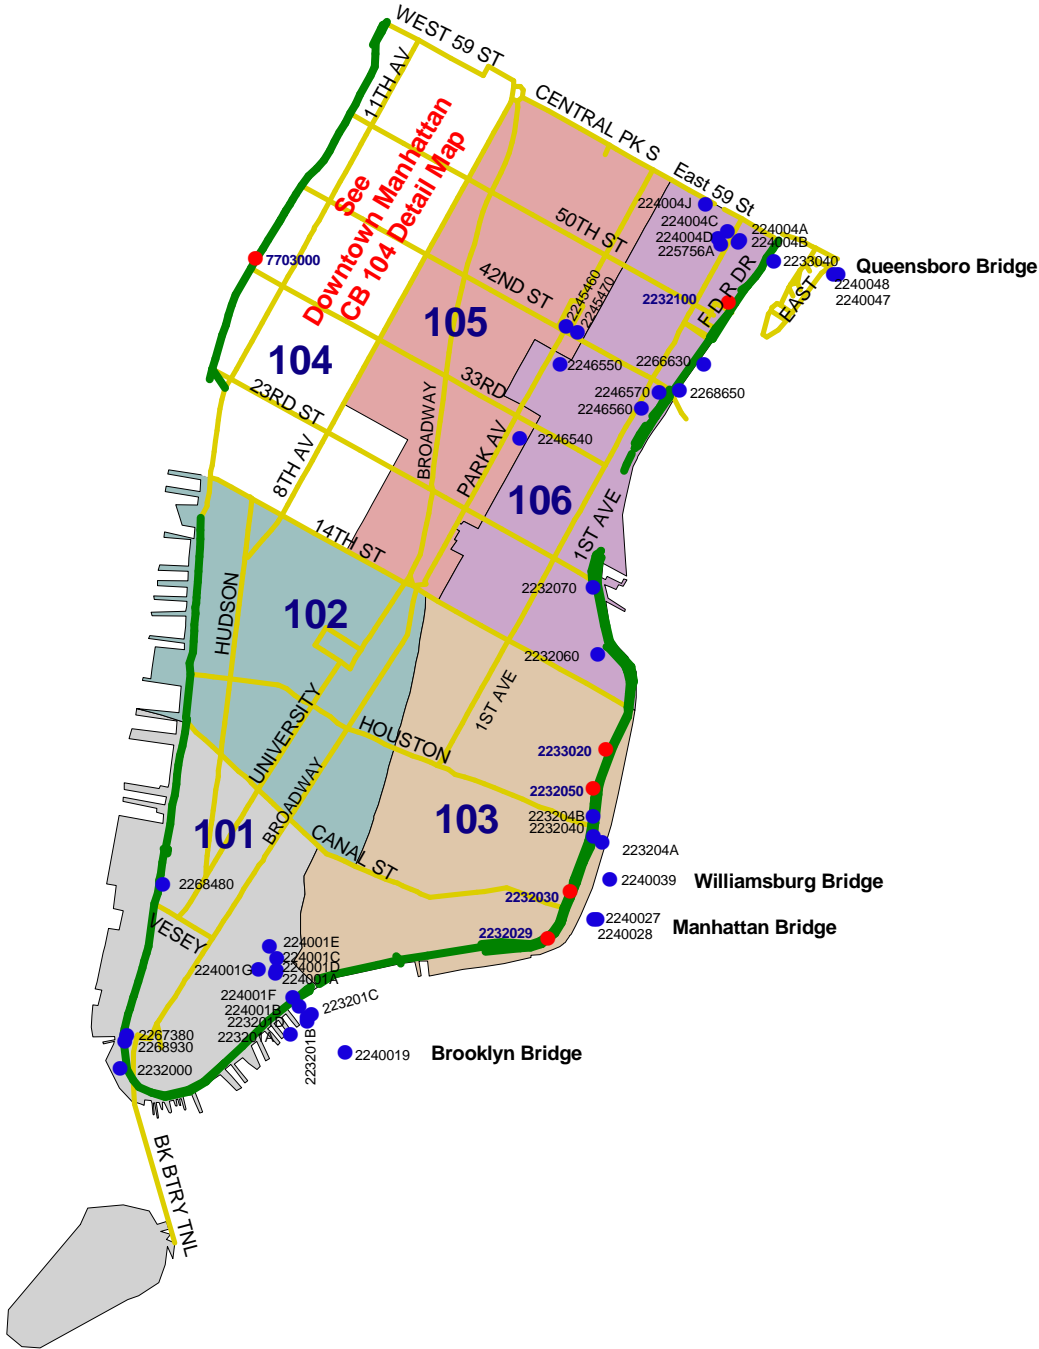 WEST 59 ST
11TH AV
CENTRAL PK S
See
Downtown Manhattan
CB 104 Detail Map
East 59 St
224004J
224004C
224004A
224004D
224004B
225756A
50TH ST
7703000
2233040
Queensboro Bridge
2240048
2240047
EAST
F D R DR
42ND ST
2245460
2245470
2232100
105
104
2246550
2266630
33RD
2246570
2268650
2246560
23RD ST
BROADWAY
8TH AV
PARK AV
2246540
106
1ST AVE
14TH ST
HUDSON
102
2232070
2232060
1ST AVE
UNIVERSITY
HOUSTON
2233020
BROADWAY
2232050
101
103
223204B
2232040
CANAL ST
223204A
2268480
2240039
Williamsburg Bridge
2232030
VESEY
2240027
Manhattan Bridge
2240028
2232029
224001E
224001C
224001G
224001D
224001A
224001F
224001B
223201C
223201D
223201A
223201B
2267380
2268930
2240019
Brooklyn Bridge
2232000
BK BTRY TNL